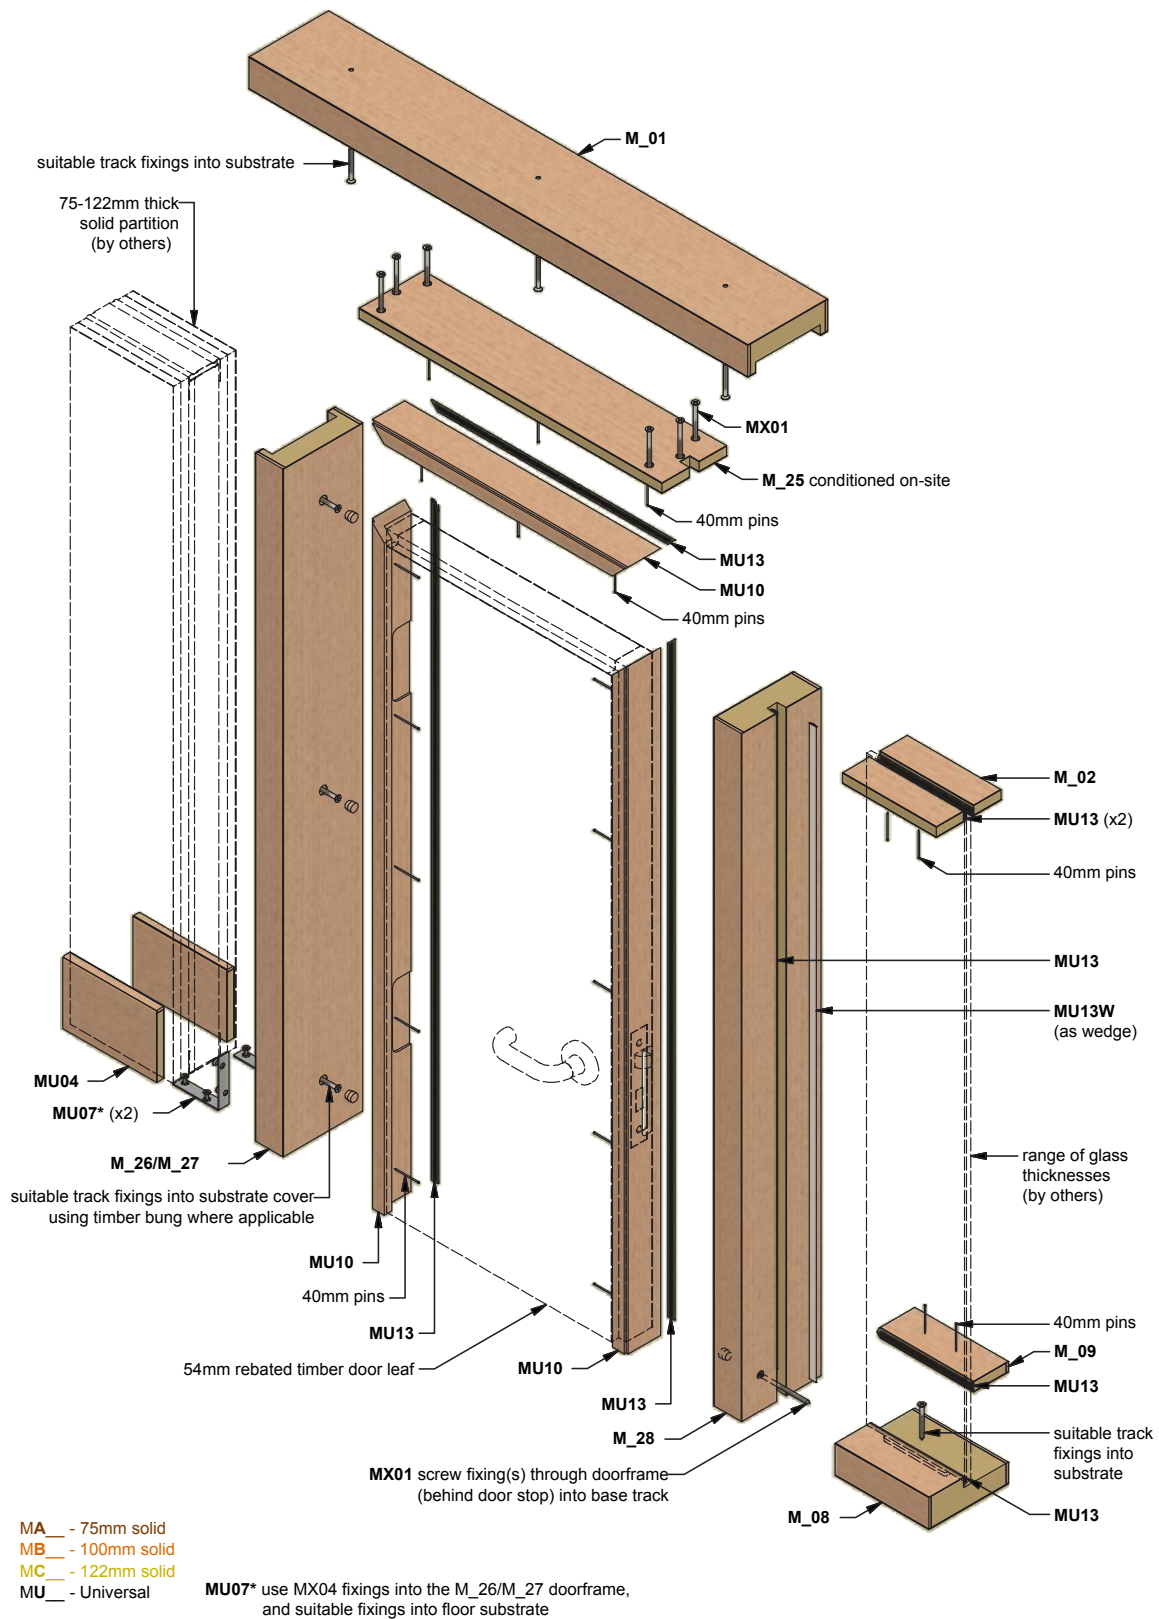 M_01
suitable track fixings into substrate
75-122mm thick
solid partition
(by others)
MX01
M_25 conditioned on-site
40mm pins
MU13
MU10
40mm pins
M_02
MU13 (x2)
40mm pins
MU13
MU13W
(as wedge)
MU04
MU07* (x2)
M_26/M_27
suitable track fixings into substrate cover
using timber bung where applicable
range of glass
thicknesses
(by others)
MU10
40mm pins
MU13
54mm rebated timber door leaf
MU10
MU13
40mm pins
M_09
MU13
M_28
suitable track
fixings into
substrate
MX01 screw fixing(s) through doorframe
(behind door stop) into base track
M_08
MU13
MA__ - 75mm solid
MB__ - 100mm solid
MC__ - 122mm solid
MU__ - Universal
MU07* use MX04 fixings into the M_26/M_27 doorframe,
and suitable fixings into floor substrate